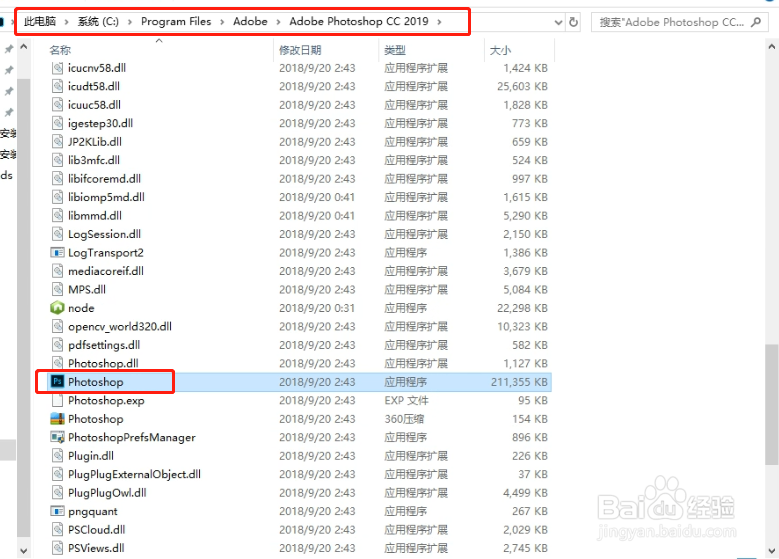 此电脑 › 系统 (C:) › Program Files › Adobe › Adobe Photoshop CC 2019 ›
搜索"Adobe Photoshop CC...
名称 修改日期 类型 大小
icucnv58.dll 2018/9/20 2:43 应用程序扩展 1,424 KB
icudt58.dll 2018/9/20 2:43 应用程序扩展 25,603 KB
icuuc58.dll 2018/9/20 2:43 应用程序扩展 1,828 KB
igestep30.dll 2018/9/20 2:43 应用程序扩展 773 KB
安装
JP2KLib.dll 2018/9/20 2:43 应用程序扩展 659 KB
安装
lib3mfc.dll 2018/9/20 2:43 应用程序扩展 524 KB
ds
libifcoremd.dll 2018/9/20 2:43 应用程序扩展 997 KB
libiomp5md.dll 2018/9/20 0:41 应用程序扩展 1,615 KB
libmmd.dll 2018/9/20 0:41 应用程序扩展 5,290 KB
LogSession.dll 2018/9/20 2:43 应用程序扩展 2,150 KB
LogTransport2 2018/9/20 2:43 应用程序 1,386 KB
mediacoreif.dll 2018/9/20 2:43 应用程序扩展 3,679 KB
MPS.dll 2018/9/20 2:43 应用程序扩展 5,084 KB
node 2018/9/20 0:31 应用程序 22,298 KB
opencv_world320.dll 2018/9/20 2:43 应用程序扩展 10,323 KB
pdfsettings.dll 2018/9/20 2:43 应用程序扩展 582 KB
Photoshop.dll 2018/9/20 2:43 应用程序扩展 1,127 KB
Ps Photoshop 2018/9/20 2:43 应用程序 211,355 KB
Photoshop.exp 2018/9/20 2:43 EXP 文件 95 KB
Photoshop 2018/9/20 2:43 360压缩 154 KB
PhotoshopPrefsManager 2018/9/20 2:43 应用程序 896 KB
Plugin.dll 2018/9/20 2:43 应用程序扩展 226 KB
PlugPlugExternalObject.dll 2018/9/20 2:43 应用程序扩展 37 KB
PlugPlugOwl.dll 2018/9/20 2:43 应用程序扩展 4,499 KB
pngquant 2018/9/20 2:43 应用程序 267 KB
PSCloud.dll 2018/9/20 2:43 应用程序扩展 2,029 KB
PSViews.dll 2018/9/20 2:43 应用程序扩展 2,745 KB
Baidu 经验
jingyan.baidu.com